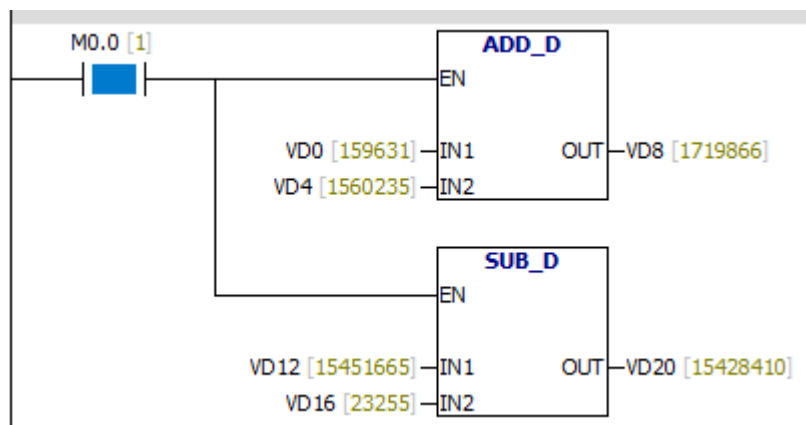 M0.0 [1]
ADD_D
EN
VD0 [159631] IN1 OUT VD8 [1719866]
VD4 [1560235] IN2
SUB_D
EN
VD12 [15451665] IN1 OUT VD20 [15428410]
VD16 [23255] IN2